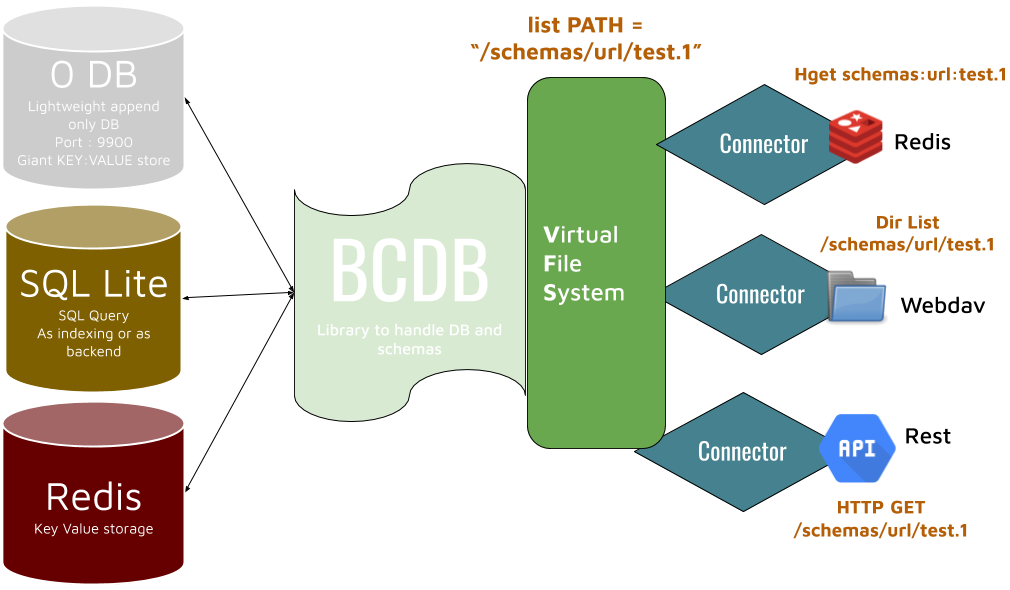 0 DB
Lightweight append
only DB
Port : 9900
Giant KEY:VALUE store
SQL Lite
SQL Query
As indexing or as
backend
Redis
Key Value storage
BCDB
Library to handle DB and
schemas
list PATH =
“/schemas/url/test.1”
Virtual
File
System
Hget schemas:url:test.1
Connector
Redis
Dir List
/schemas/url/test.1
Connector
Webdav
Connector
API
Rest
HTTP GET
/schemas/url/test.1